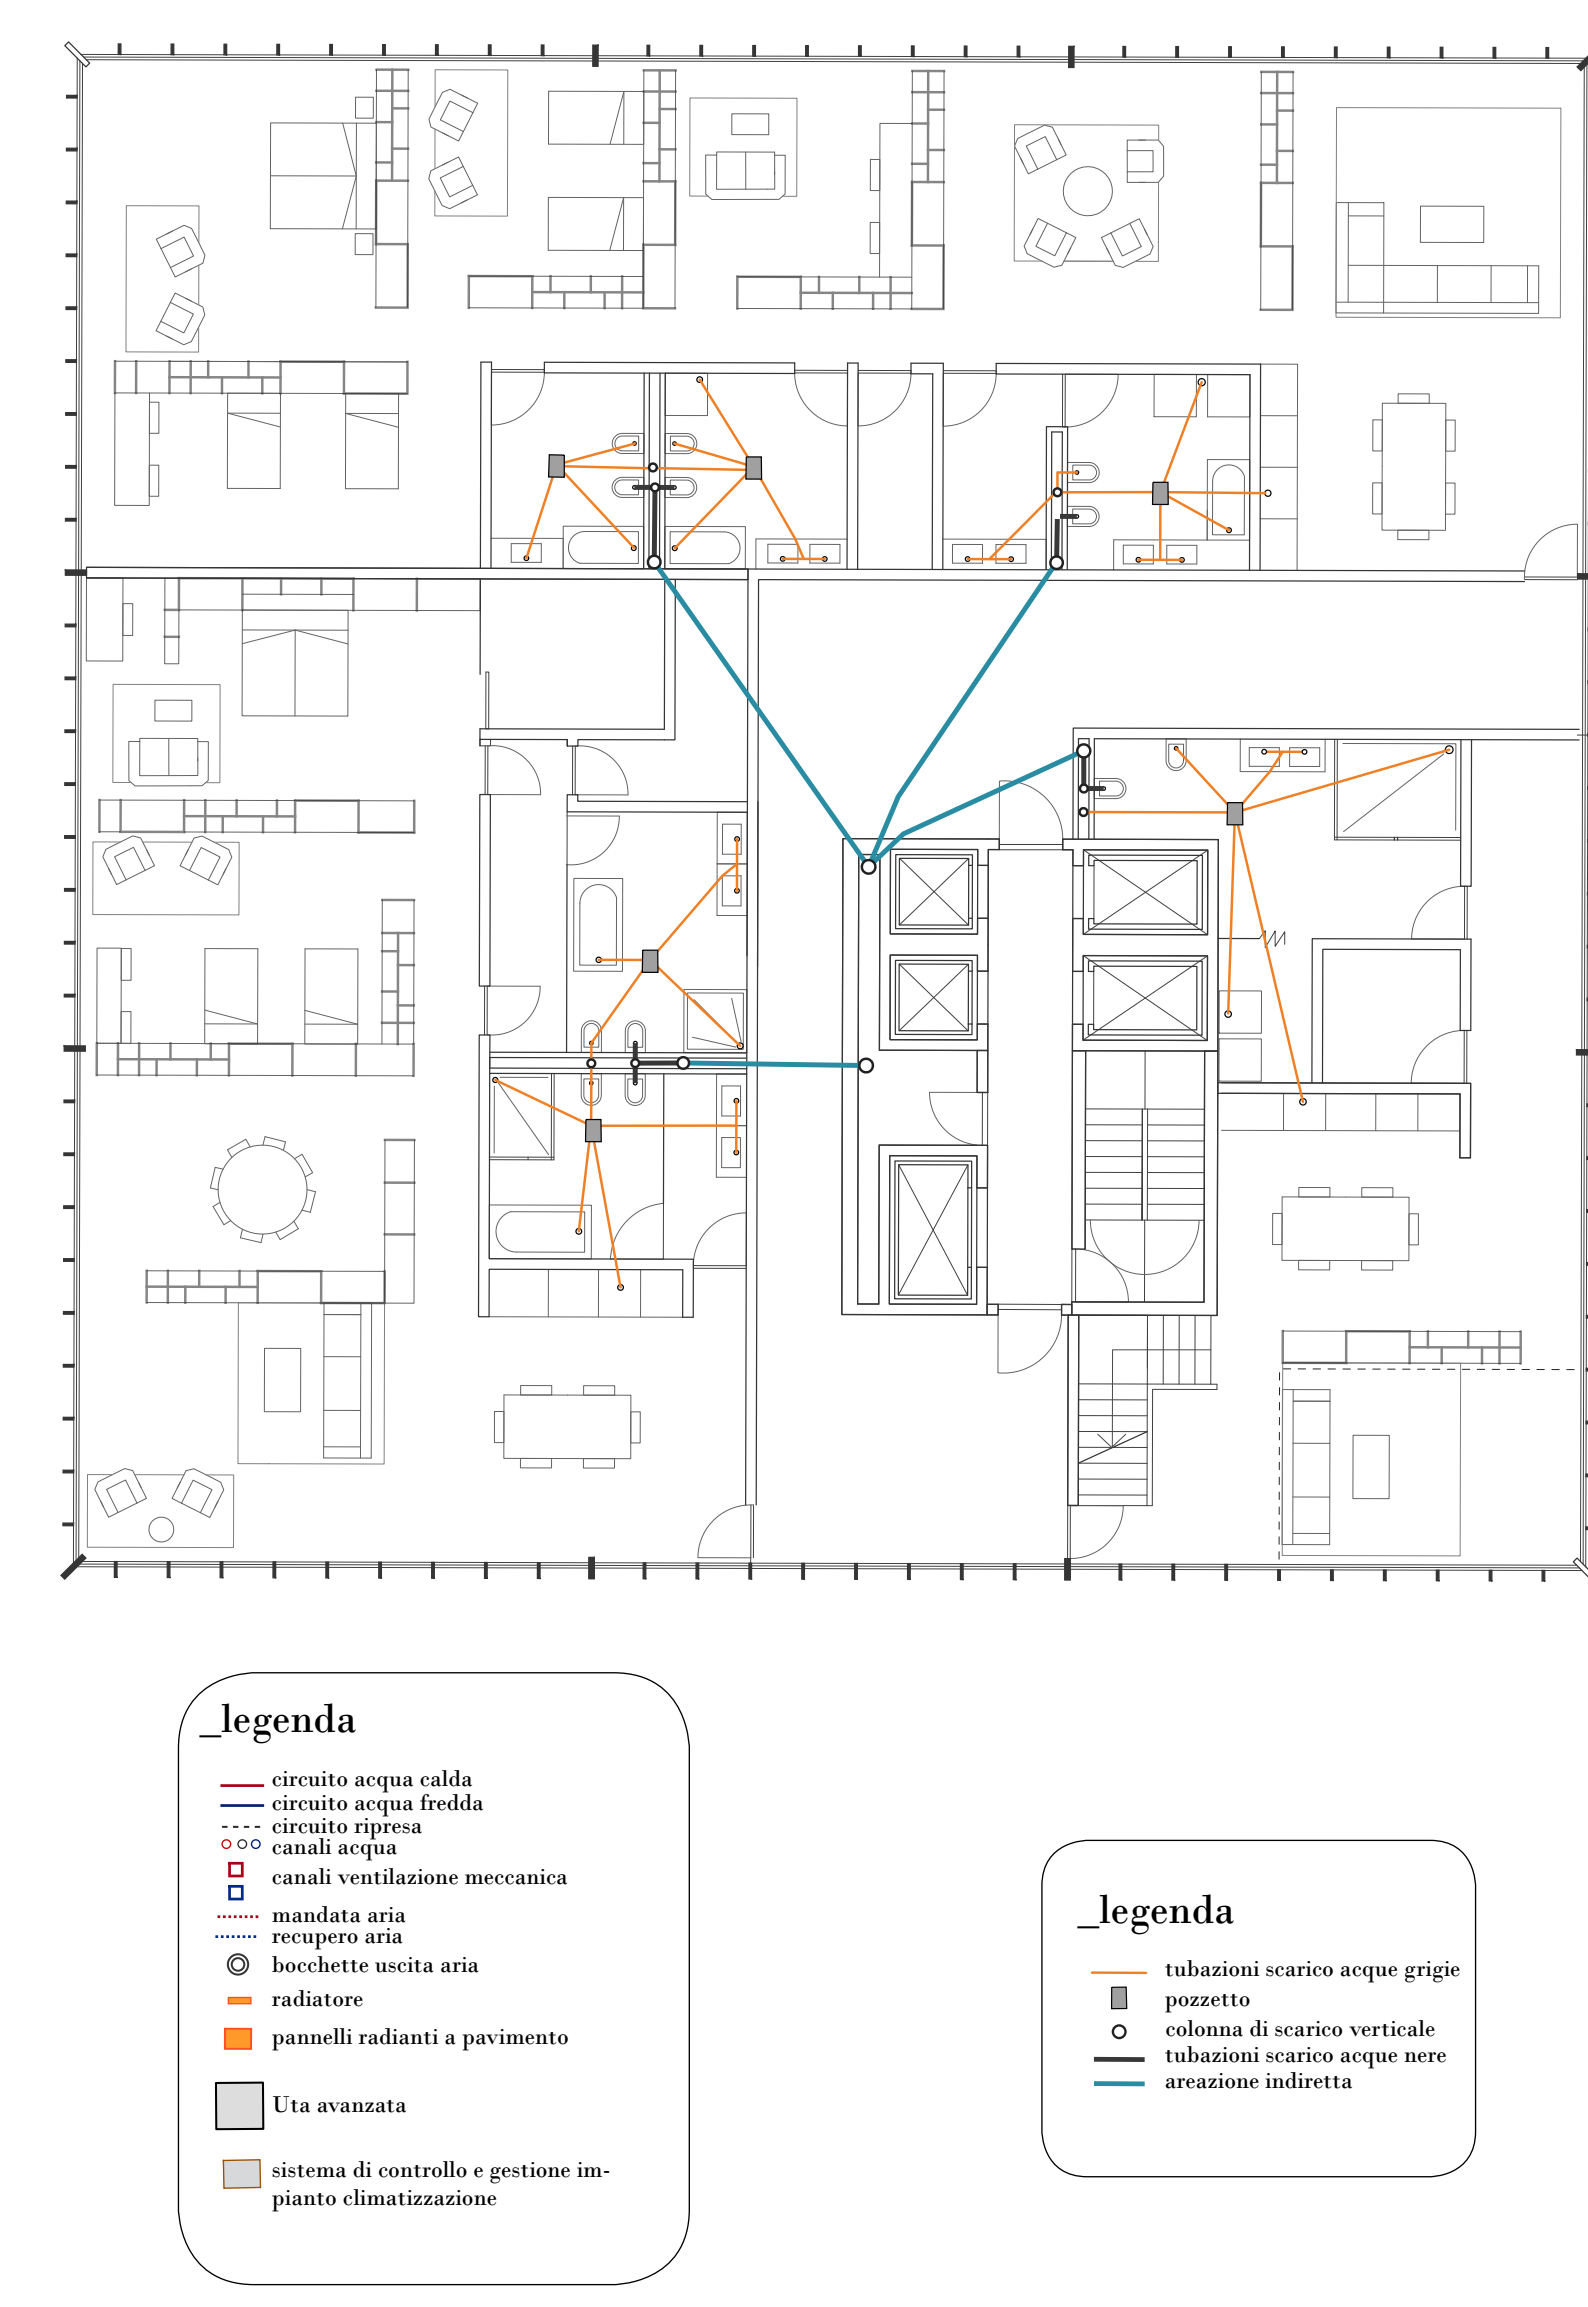 _legenda
circuito acqua calda
circuito acqua fredda
circuito ripresa
canali acqua
canali ventilazione meccanica
mandata aria
recupero aria
bocchette uscita aria
radiatore
pannelli radianti a pavimento
Uta avanzata
sistema di controllo e gestione im-
pianto climatizzazione
_legenda
tubazioni scarico acque grigie
pozzetto
colonna di scarico verticale
tubazioni scarico acque nere
areazione indiretta